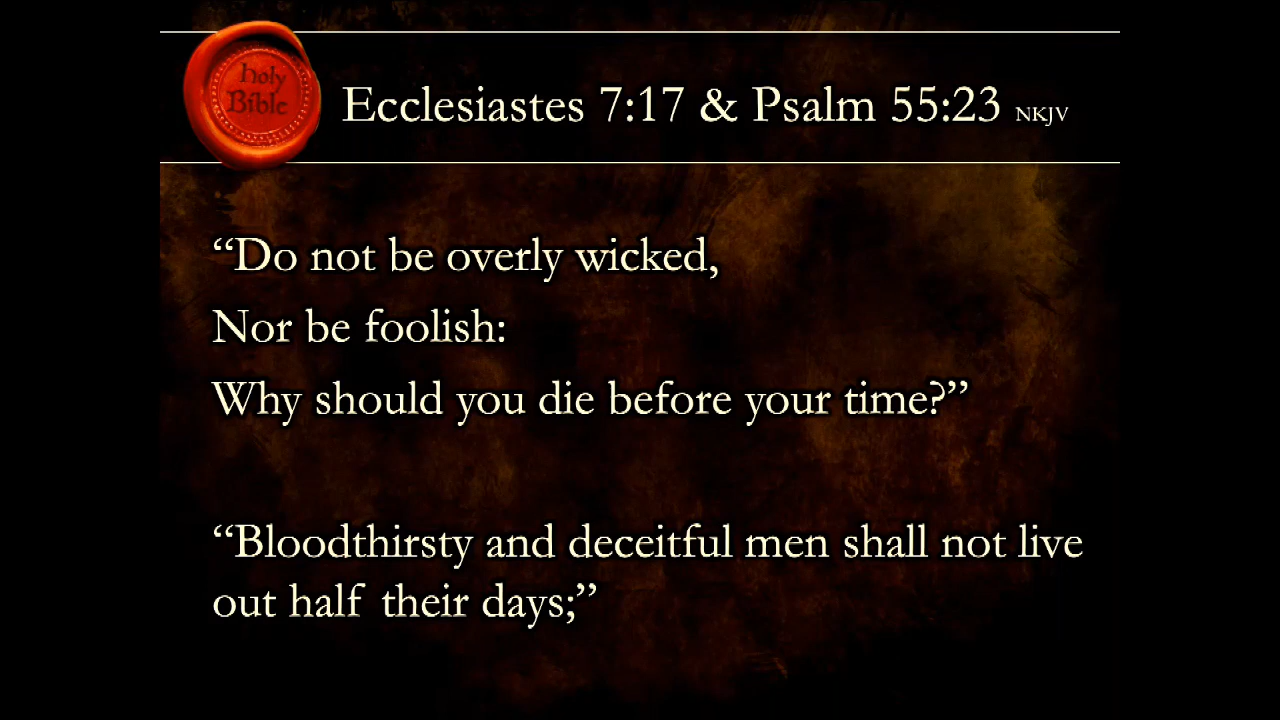 Holy
Bible
Ecclesiastes 7:17 & Psalm 55:23 NKJV
“Do not be overly wicked,
Nor be foolish:
Why should you die before your time?”
“Bloodthirsty and deceitful men shall not live
out half their days;”